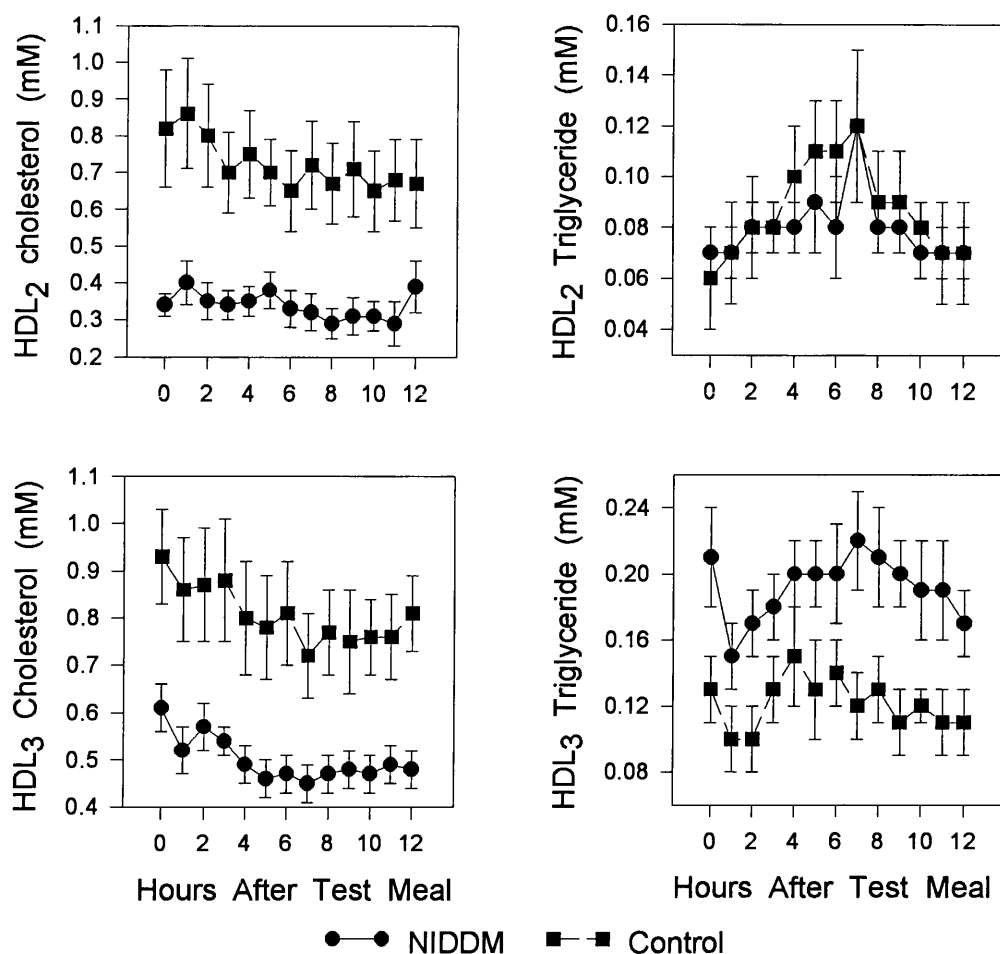 HDL2 cholesterol (mM)
1.1
1.0
0.9
0.8
0.7
0.6
0.5
0.4
0.3
0.2
0 2 4 6 8 10 12
HDL2 Triglyceride (mM)
0.16
0.14
0.12
0.10
0.08
0.06
0.04
0 2 4 6 8 10 12
HDL3 Cholesterol (mM)
1.1
1.0
0.9
0.8
0.7
0.6
0.5
0.4
0 2 4 6 8 10 12
Hours After Test Meal
HDL3 Triglyceride (mM)
0.24
0.20
0.16
0.12
0.08
0 2 4 6 8 10 12
Hours After Test Meal
NIDDM Control